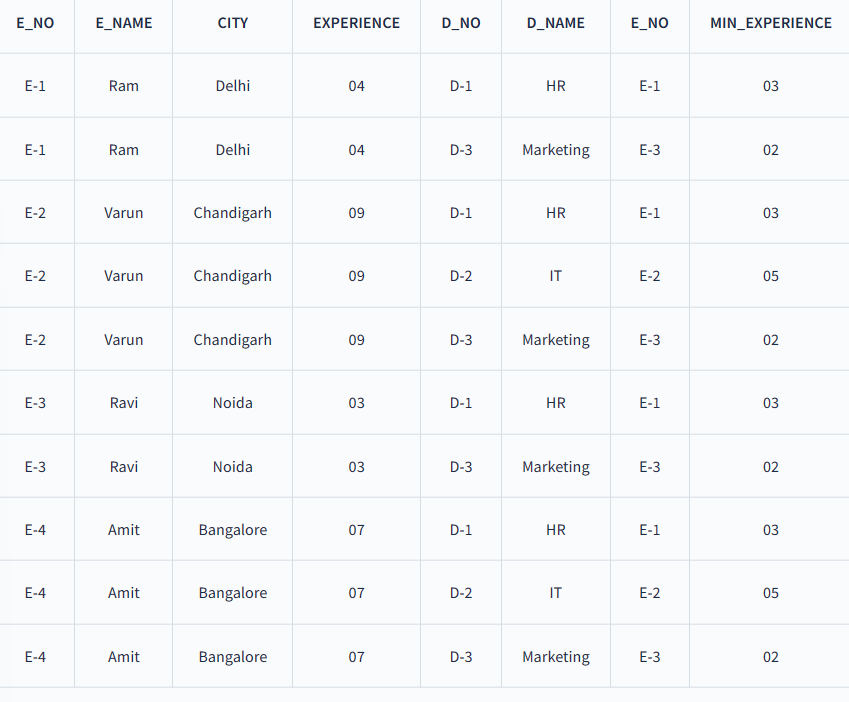 E_NO E_NAME CITY EXPERIENCE D_NO D_NAME E_NO MIN_EXPERIENCE
E-1 Ram Delhi 04 D-1 HR E-1 03
E-1 Ram Delhi 04 D-3 Marketing E-3 02
E-2 Varun Chandigarh 09 D-1 HR E-1 03
E-2 Varun Chandigarh 09 D-2 IT E-2 05
E-2 Varun Chandigarh 09 D-3 Marketing E-3 02
E-3 Ravi Noida 03 D-1 HR E-1 03
E-3 Ravi Noida 03 D-3 Marketing E-3 02
E-4 Amit Bangalore 07 D-1 HR E-1 03
E-4 Amit Bangalore 07 D-2 IT E-2 05
E-4 Amit Bangalore 07 D-3 Marketing E-3 02